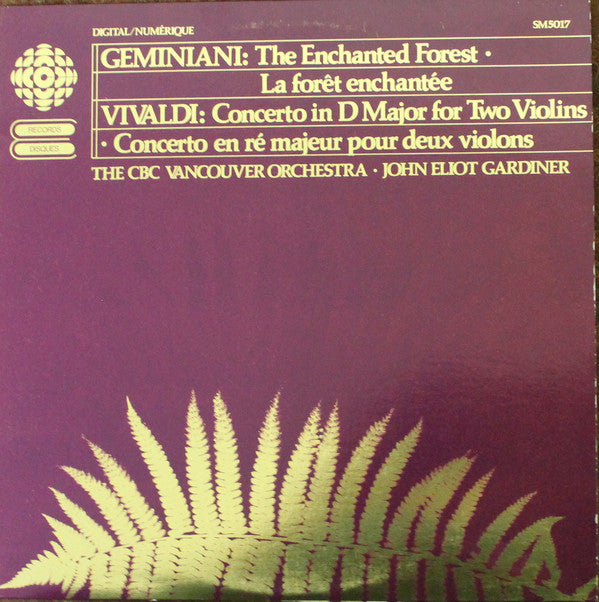 DIGITAL/NUMÉRIQUE
SM5017
GEMINIANI: The Enchanted Forest ·
La forêt enchantée
VIVALDI: Concerto in D Major for Two Violins
· Concerto en ré majeur pour deux violons
THE CBC VANCOUVER ORCHESTRA · JOHN ELIOT GARDINER
RECORDS
DISQUES